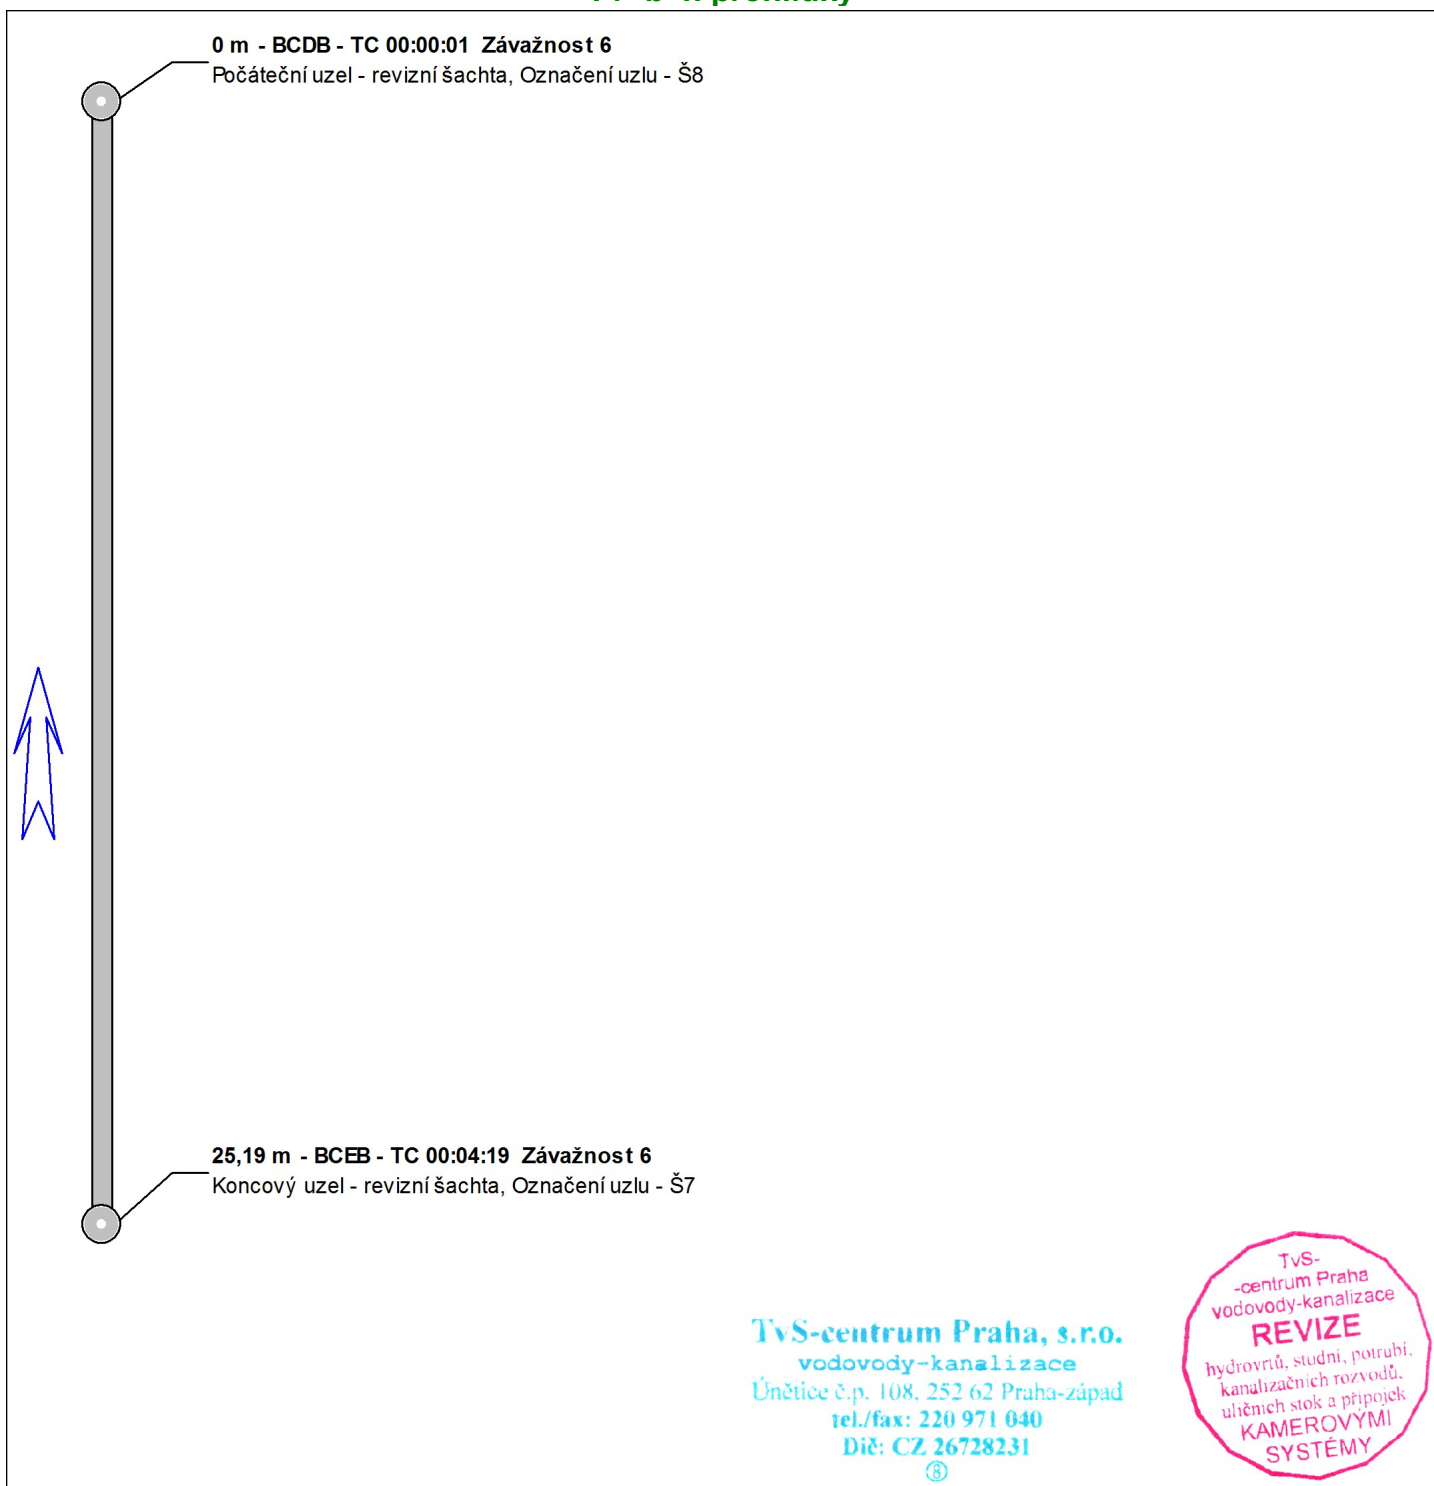 0 m - BCDB - TC 00:00:01 Závažnost 6
Počáteční uzel - revizní šachta, Označení uzlu - Š8
25,19 m - BCEB - TC 00:04:19 Závažnost 6
Koncový uzel - revizní šachta, Označení uzlu - Š7
TvS-centrum Praha, s.r.o.
vodovody-kanalizace
Únětice č.p. 108, 252 62 Praha-západ
tel./fax: 220 971 040
Dič: CZ 26728231
⑧
TvS-
-centrum Praha
vodovody-kanalizace
REVIZE
hydrovrtů, studní, potrubí,
kanalizačních rozvodů,
uličních stok a přípojek
KAMEROVÝMI
SYSTÉMY